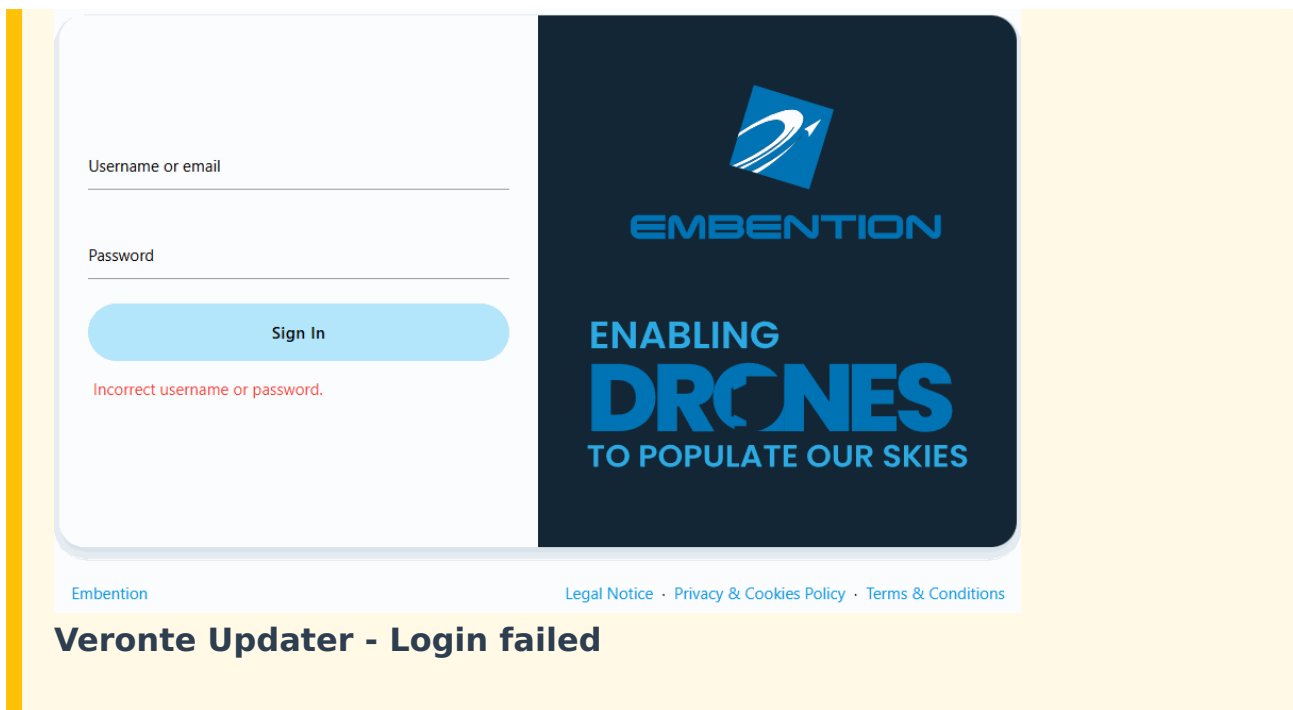 Username or email
Password
Sign In
Incorrect username or password.
EMBENTION
ENABLING
DRONES
TO POPULATE OUR SKIES
Embention
Legal Notice · Privacy & Cookies Policy · Terms & Conditions
Veronte Updater - Login failed